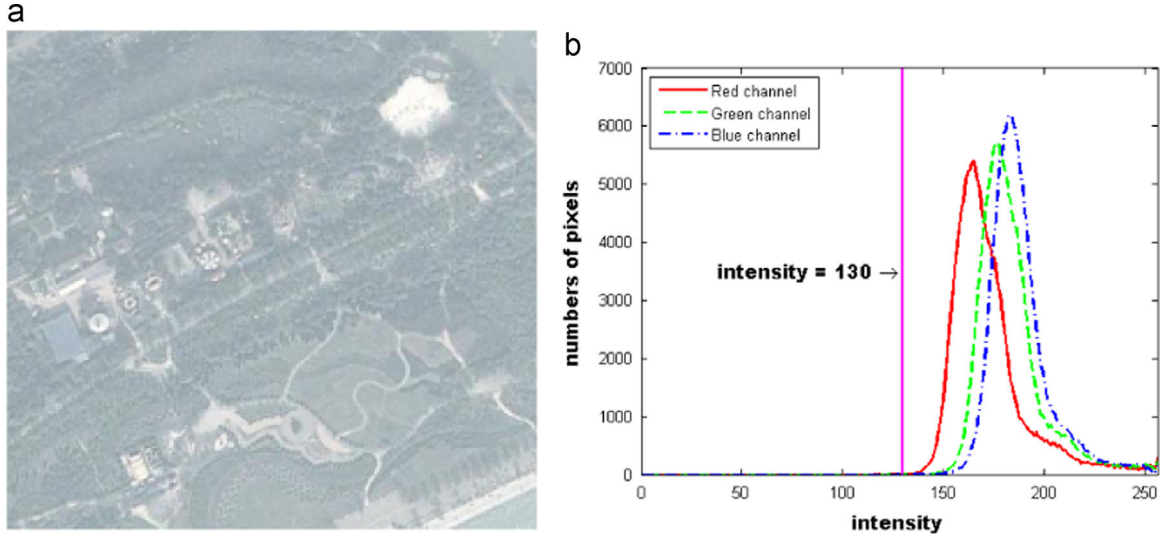 a
b
7000
6000
5000
4000
3000
2000
1000
0
numbers of pixels
Red channel
Green channel
Blue channel
intensity = 130 →
0
50
100
150
200
250
intensity